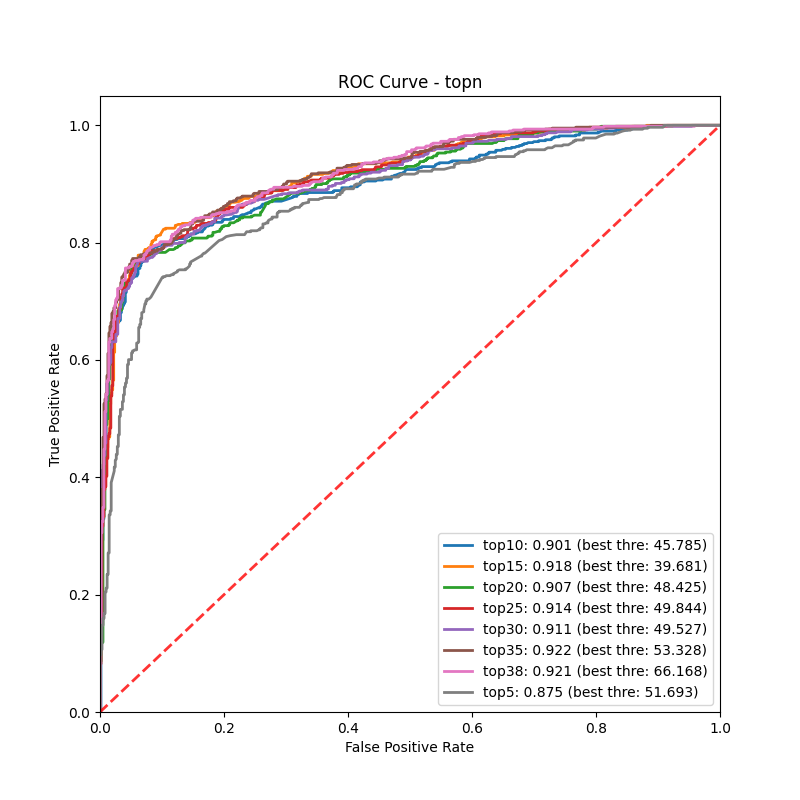 ROC Curve - topn
True Positive Rate
1.0
0.8
0.6
0.4
0.2
0.0
0.0 0.2 0.4 0.6 0.8 1.0
False Positive Rate
top10: 0.901 (best thre: 45.785)
top15: 0.918 (best thre: 39.681)
top20: 0.907 (best thre: 48.425)
top25: 0.914 (best thre: 49.844)
top30: 0.911 (best thre: 49.527)
top35: 0.922 (best thre: 53.328)
top38: 0.921 (best thre: 66.168)
top5: 0.875 (best thre: 51.693)